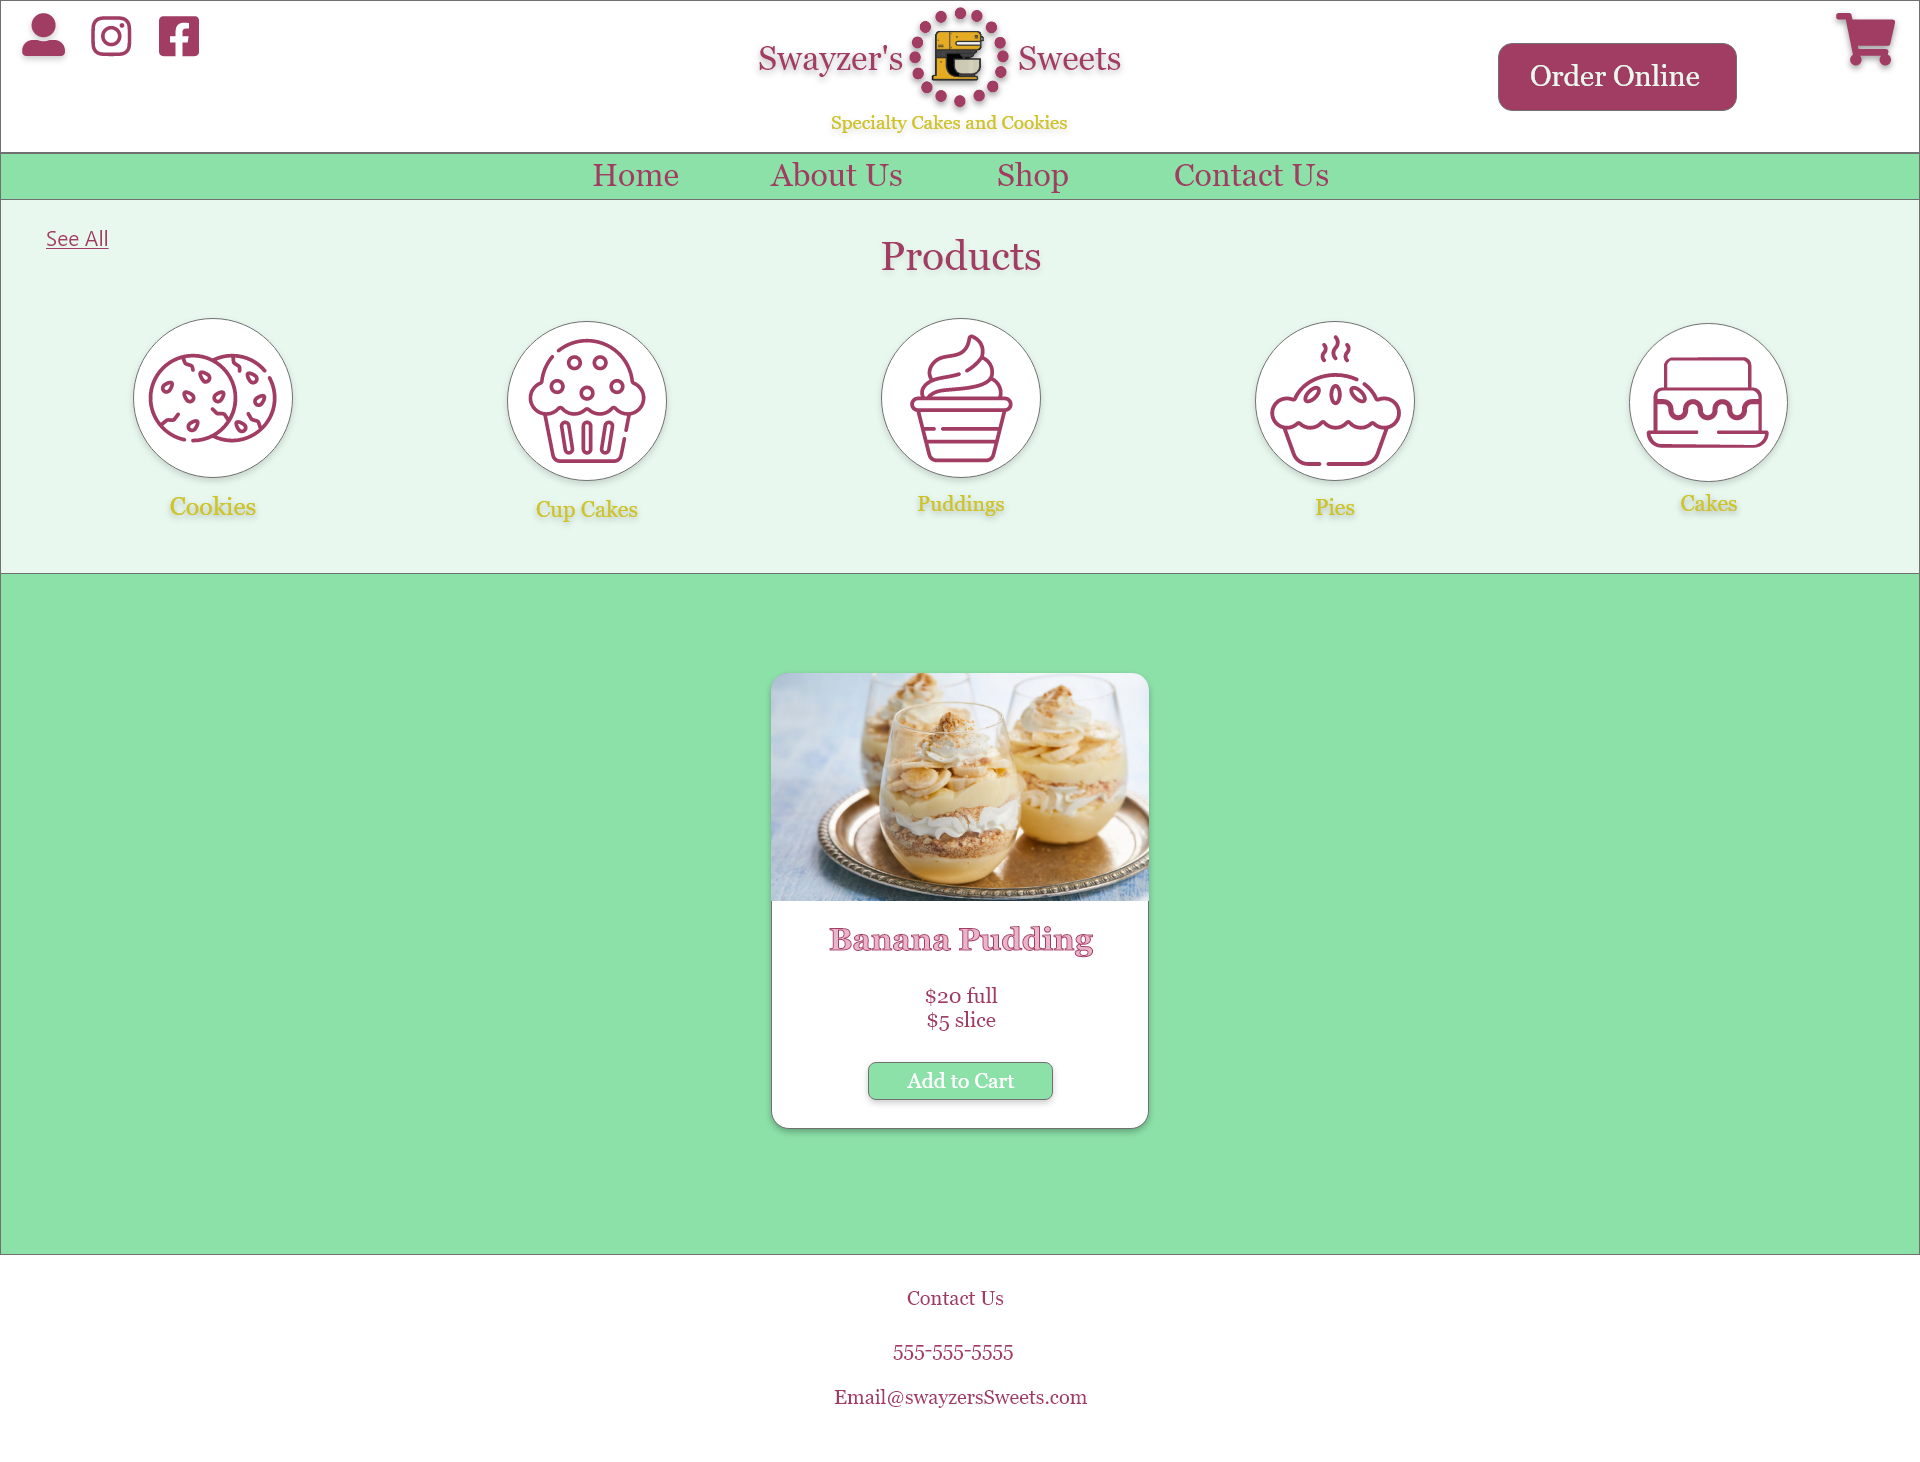 Swayzer's Sweets
Specialty Cakes and Cookies
Order Online
Home About Us Shop Contact Us
See All
Products
Cookies
Cup Cakes
Puddings
Pies
Cakes
Banana Pudding
$20 full
$5 slice
Add to Cart
Contact Us
555-555-5555
Email@swayzersSweets.com